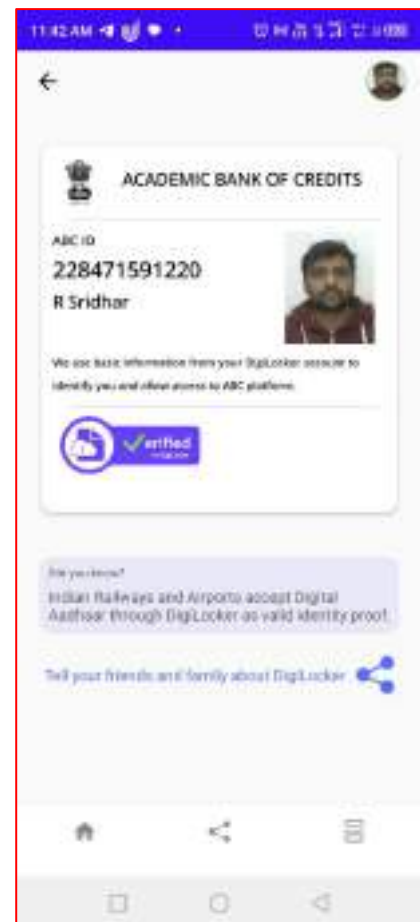 11:42 AM
ACADEMIC BANK OF CREDITS
ABC ID
228471591220
R Sridhar
We use basic information from your DigiLocker account to
identify you and allow access to ABC platform.
Verified
Did you know?
Indian Railways and Airports accept Digital
Aadhaar through DigiLocker as valid identity proof.
Tell your friends and family about DigiLocker